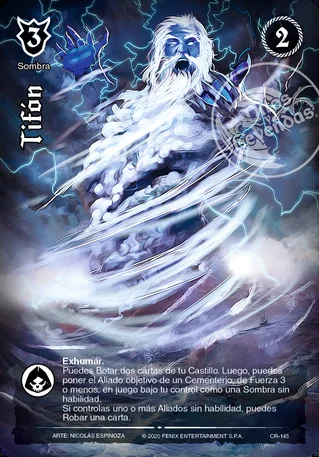 3
2
Sombra
Tifón
Leyendas
Exhumar.
Puedes Botar dos cartas de tu Castillo. Luego, puedes
poner el Aliado objetivo de un Cementerio, de Fuerza 3
o menos, en juego bajo tu control como una Sombra sin
habilidad.
Si controlas uno o más Aliados sin habilidad, puedes
Robar una carta.
ARTE: NICOLÁS ESPINOZA
© 2020 FENIX ENTERTAINMENT S.P.A.
CR-145